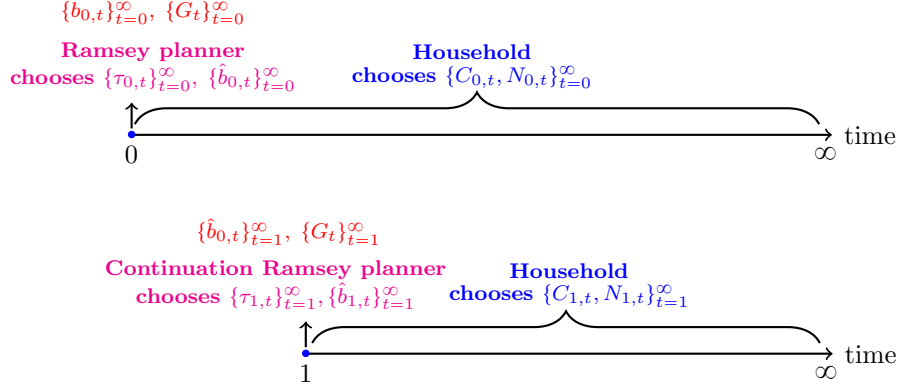 {b_{0,t}}_{t=0}^∞, {G_t}_{t=0}^∞
Ramsey planner
chooses {τ_{0,t}}_{t=0}^∞, {b̂_{0,t}}_{t=0}^∞
Household
chooses {C_{0,t}, N_{0,t}}_{t=0}^∞
time
0
∞
{b̂_{0,t}}_{t=1}^∞, {G_t}_{t=1}^∞
Continuation Ramsey planner
chooses {τ_{1,t}}_{t=1}^∞, {b̂_{1,t}}_{t=1}^∞
Household
chooses {C_{1,t}, N_{1,t}}_{t=1}^∞
time
1
∞